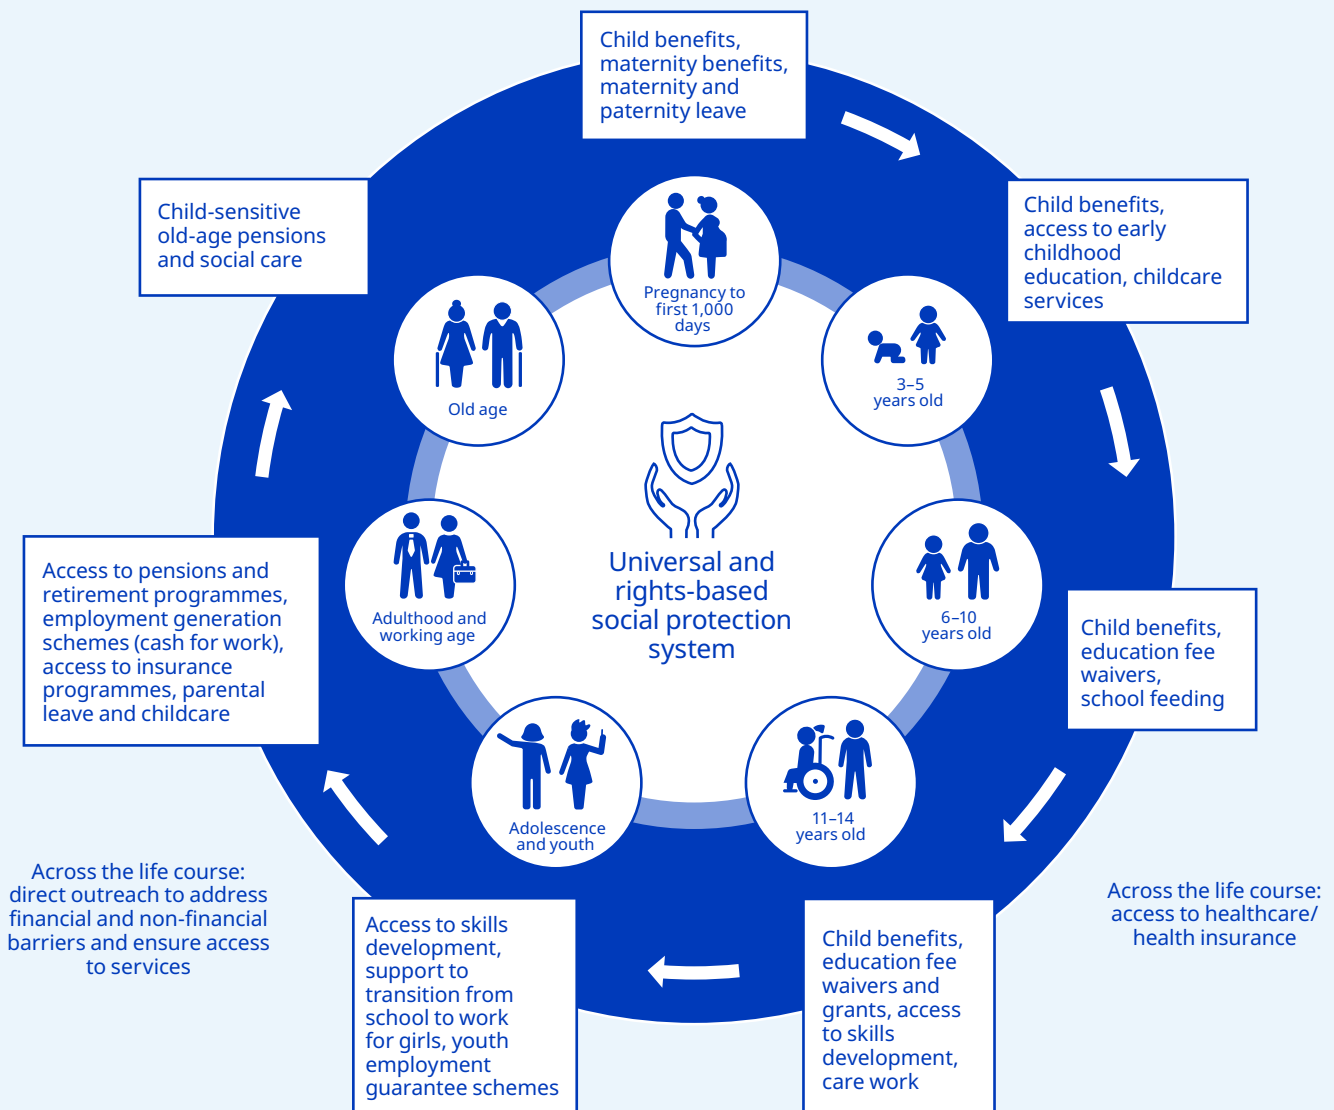 Child benefits,
maternity benefits,
maternity and
paternity leave
Child benefits,
access to early
childhood
education, childcare
services
Child benefits,
education fee
waivers,
school feeding
Child benefits,
education fee
waivers and
grants, access
to skills
development,
care work
Access to skills
development,
support to
transition from
school to work
for girls, youth
employment
guarantee schemes
Access to pensions and
retirement programmes,
employment generation
schemes (cash for work),
access to insurance
programmes, parental
leave and childcare
Child-sensitive
old-age pensions
and social care
Pregnancy to
first 1,000
days
3–5
years old
6–10
years old
11–14
years old
Adolescence
and youth
Adulthood and
working age
Old age
Universal and
rights-based
social protection
system
Across the life course:
direct outreach to address
financial and non-financial
barriers and ensure access
to services
Across the life course:
access to healthcare/
health insurance